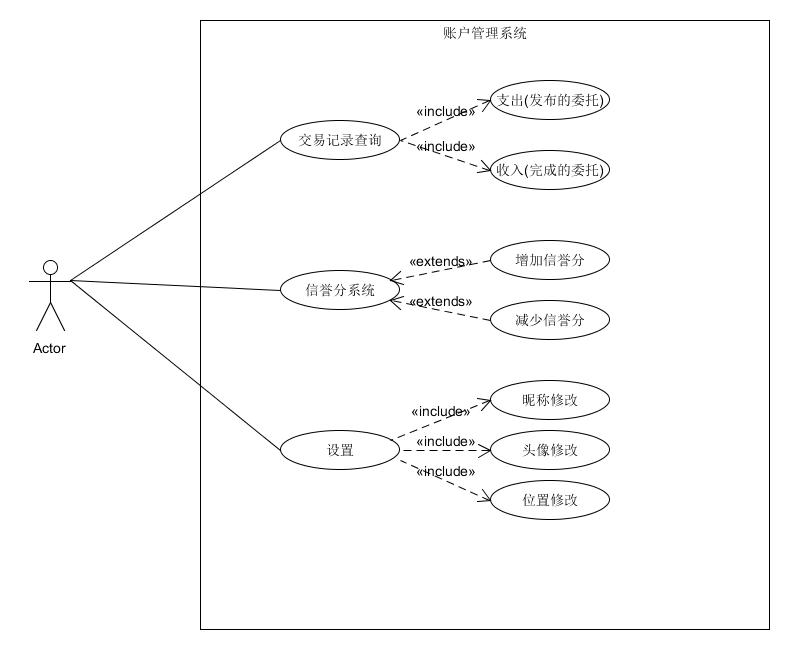 账户管理系统
«include»
支出(发布的委托)
交易记录查询
«include»
收入(完成的委托)
«extends»
增加信誉分
信誉分系统
«extends»
减少信誉分
Actor
«include»
昵称修改
设置
«include»
头像修改
«include»
位置修改